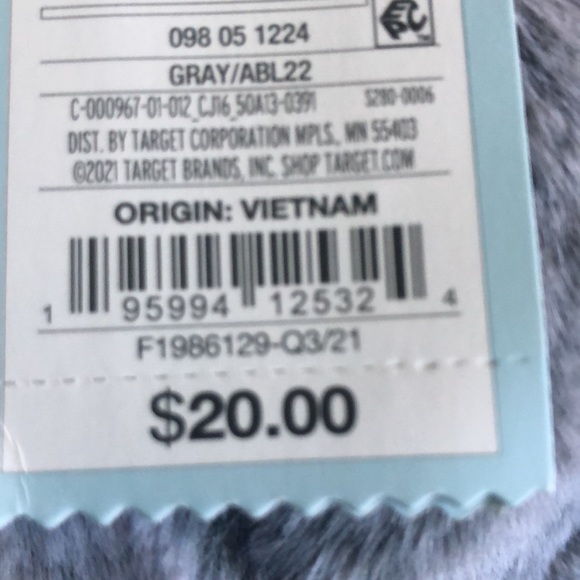 098 05 1224
GRAY/ABL22
C-000967-01-012_CJ16_50A13-0391 5280-0006
DIST. BY TARGET CORPORATION MPLS., MN 55403
©2021 TARGET BRANDS, INC. SHOP TARGET.COM
ORIGIN: VIETNAM
1 95994 12532 4
F1986129-Q3/21
$20.00